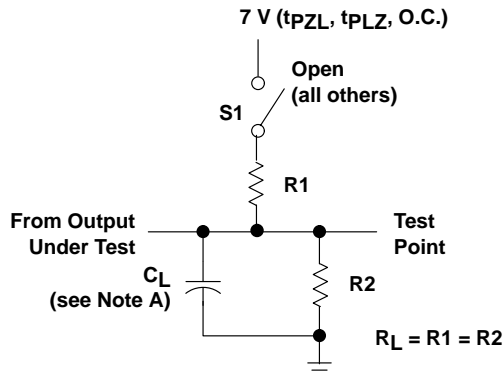 7 V (tPZL, tPLZ, O.C.)
Open
(all others)
S1
R1
From Output
Under Test
Test
Point
CL
(see Note A)
R2
RL = R1 = R2